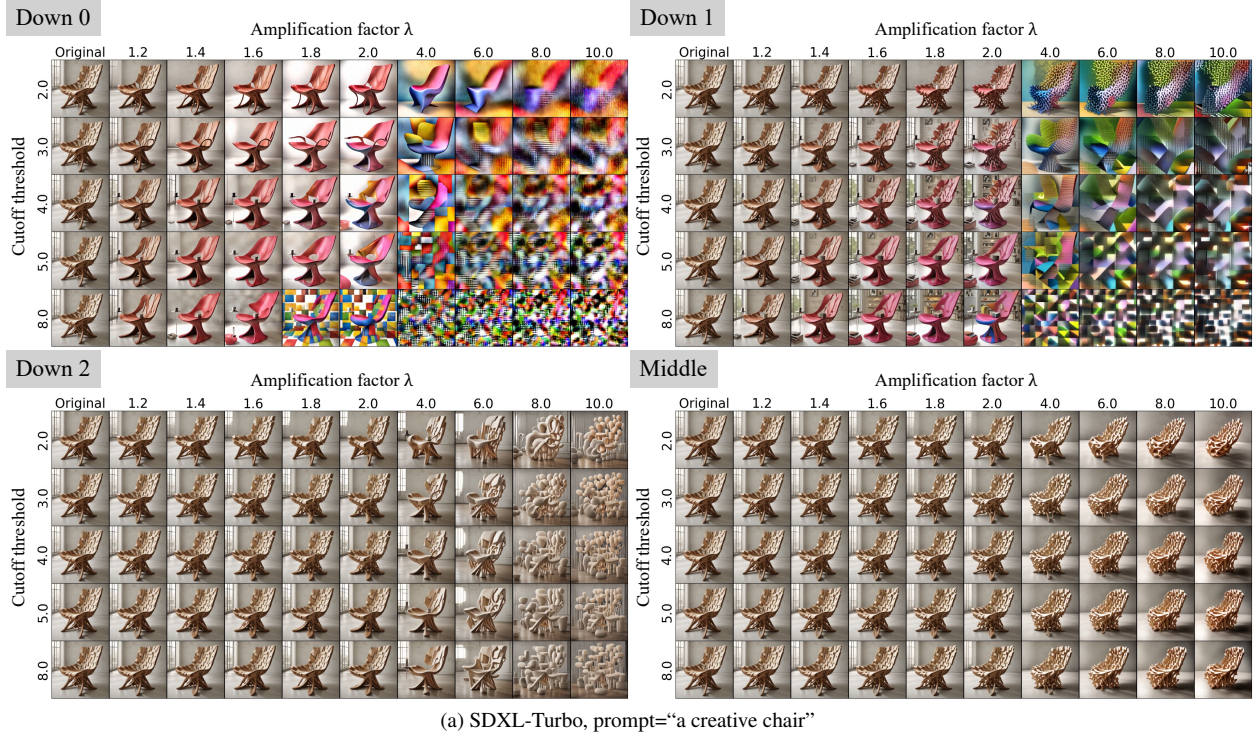 Down 0
Amplification factor λ
Original 1.2 1.4 1.6 1.8 2.0 4.0 6.0 8.0 10.0
Cutoff threshold
2.0
3.0
4.0
5.0
8.0
Down 1
Amplification factor λ
Original 1.2 1.4 1.6 1.8 2.0 4.0 6.0 8.0 10.0
Cutoff threshold
2.0
3.0
4.0
5.0
8.0
Down 2
Amplification factor λ
Original 1.2 1.4 1.6 1.8 2.0 4.0 6.0 8.0 10.0
Cutoff threshold
2.0
3.0
4.0
5.0
8.0
Middle
Amplification factor λ
Original 1.2 1.4 1.6 1.8 2.0 4.0 6.0 8.0 10.0
Cutoff threshold
2.0
3.0
4.0
5.0
8.0
(a) SDXL-Turbo, prompt=“a creative chair”